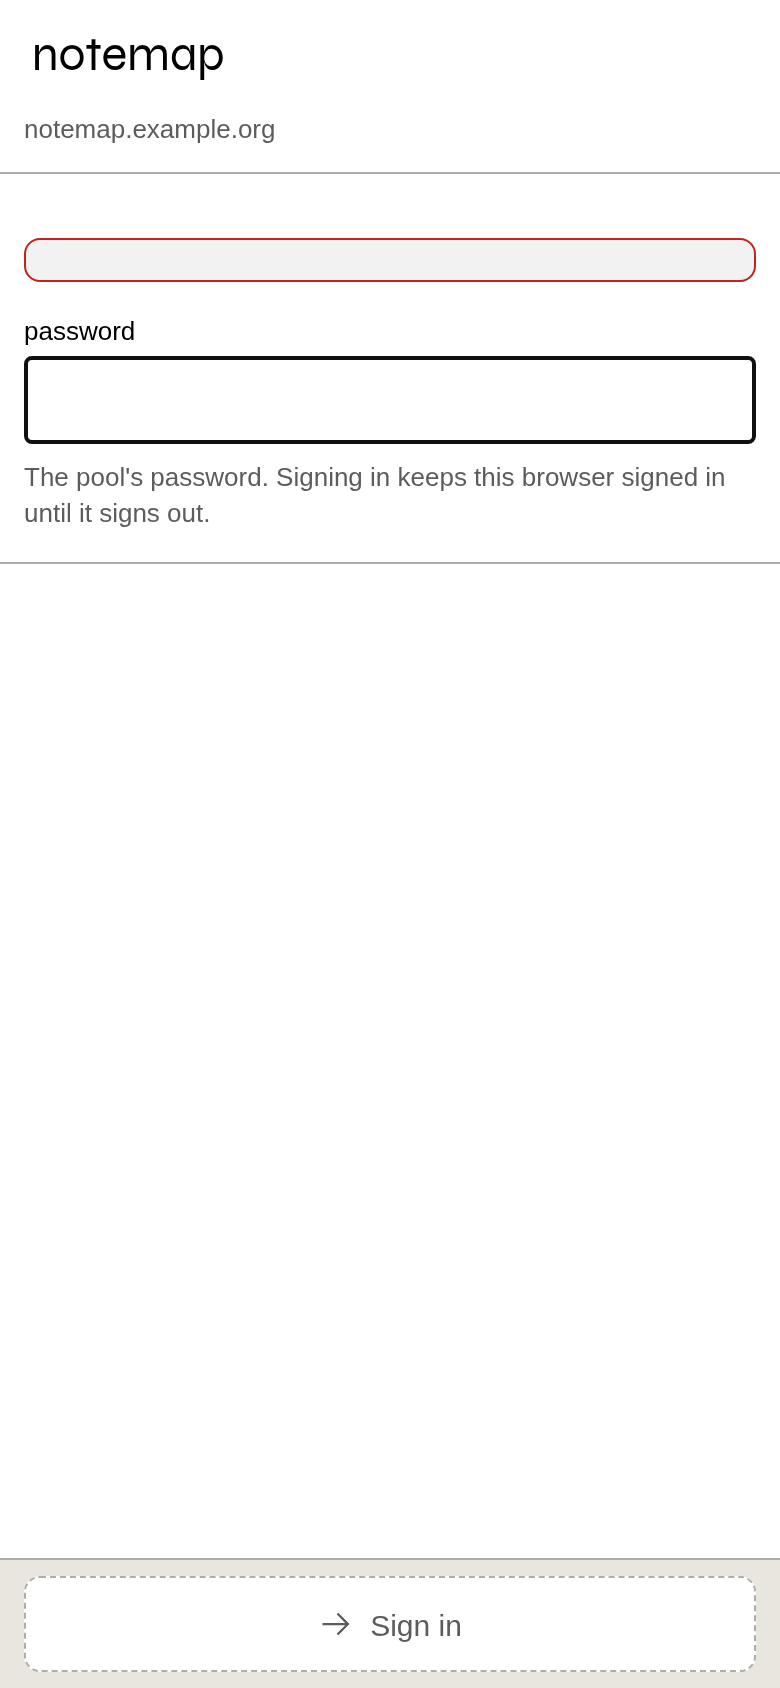 notemap
notemap.example.org
password
The pool's password. Signing in keeps this browser signed in
until it signs out.
Sign in